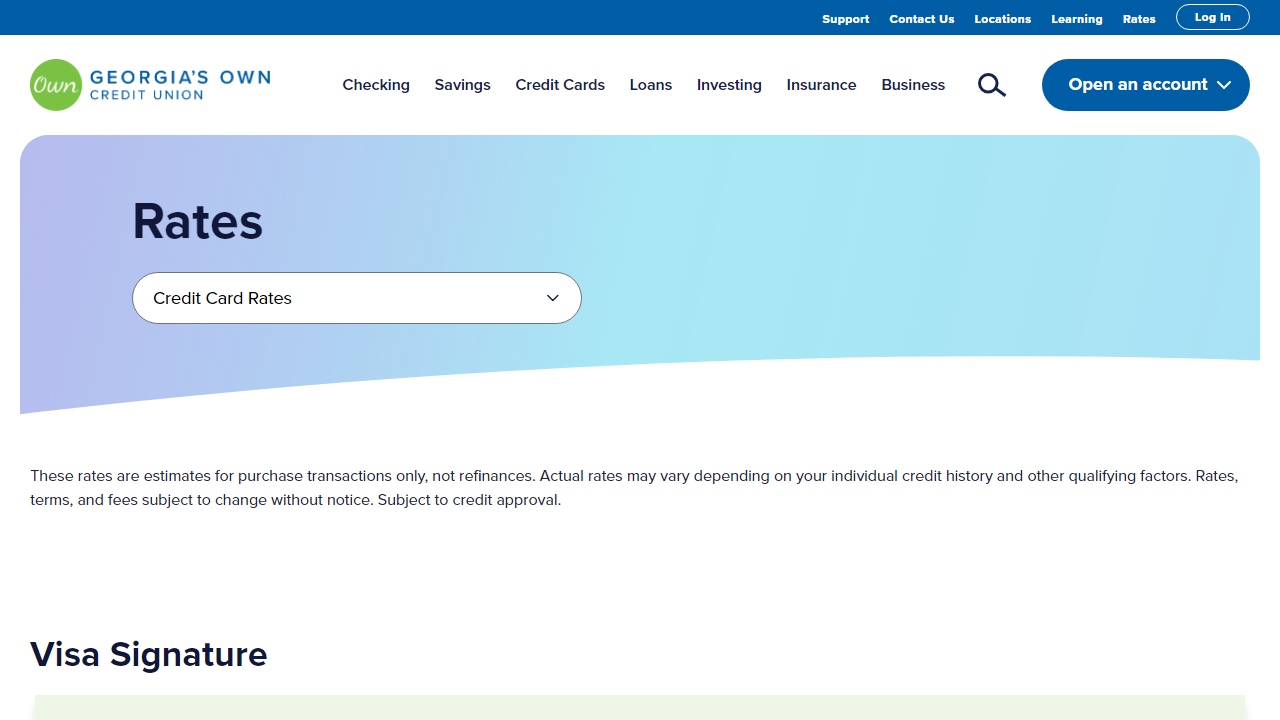 Support Contact Us Locations Learning Rates Log In
Own GEORGIA'S OWN
CREDIT UNION
Checking Savings Credit Cards Loans Investing Insurance Business Open an account
Rates
Credit Card Rates
These rates are estimates for purchase transactions only, not refinances. Actual rates may vary depending on your individual credit history and other qualifying factors. Rates,
terms, and fees subject to change without notice. Subject to credit approval.
Visa Signature